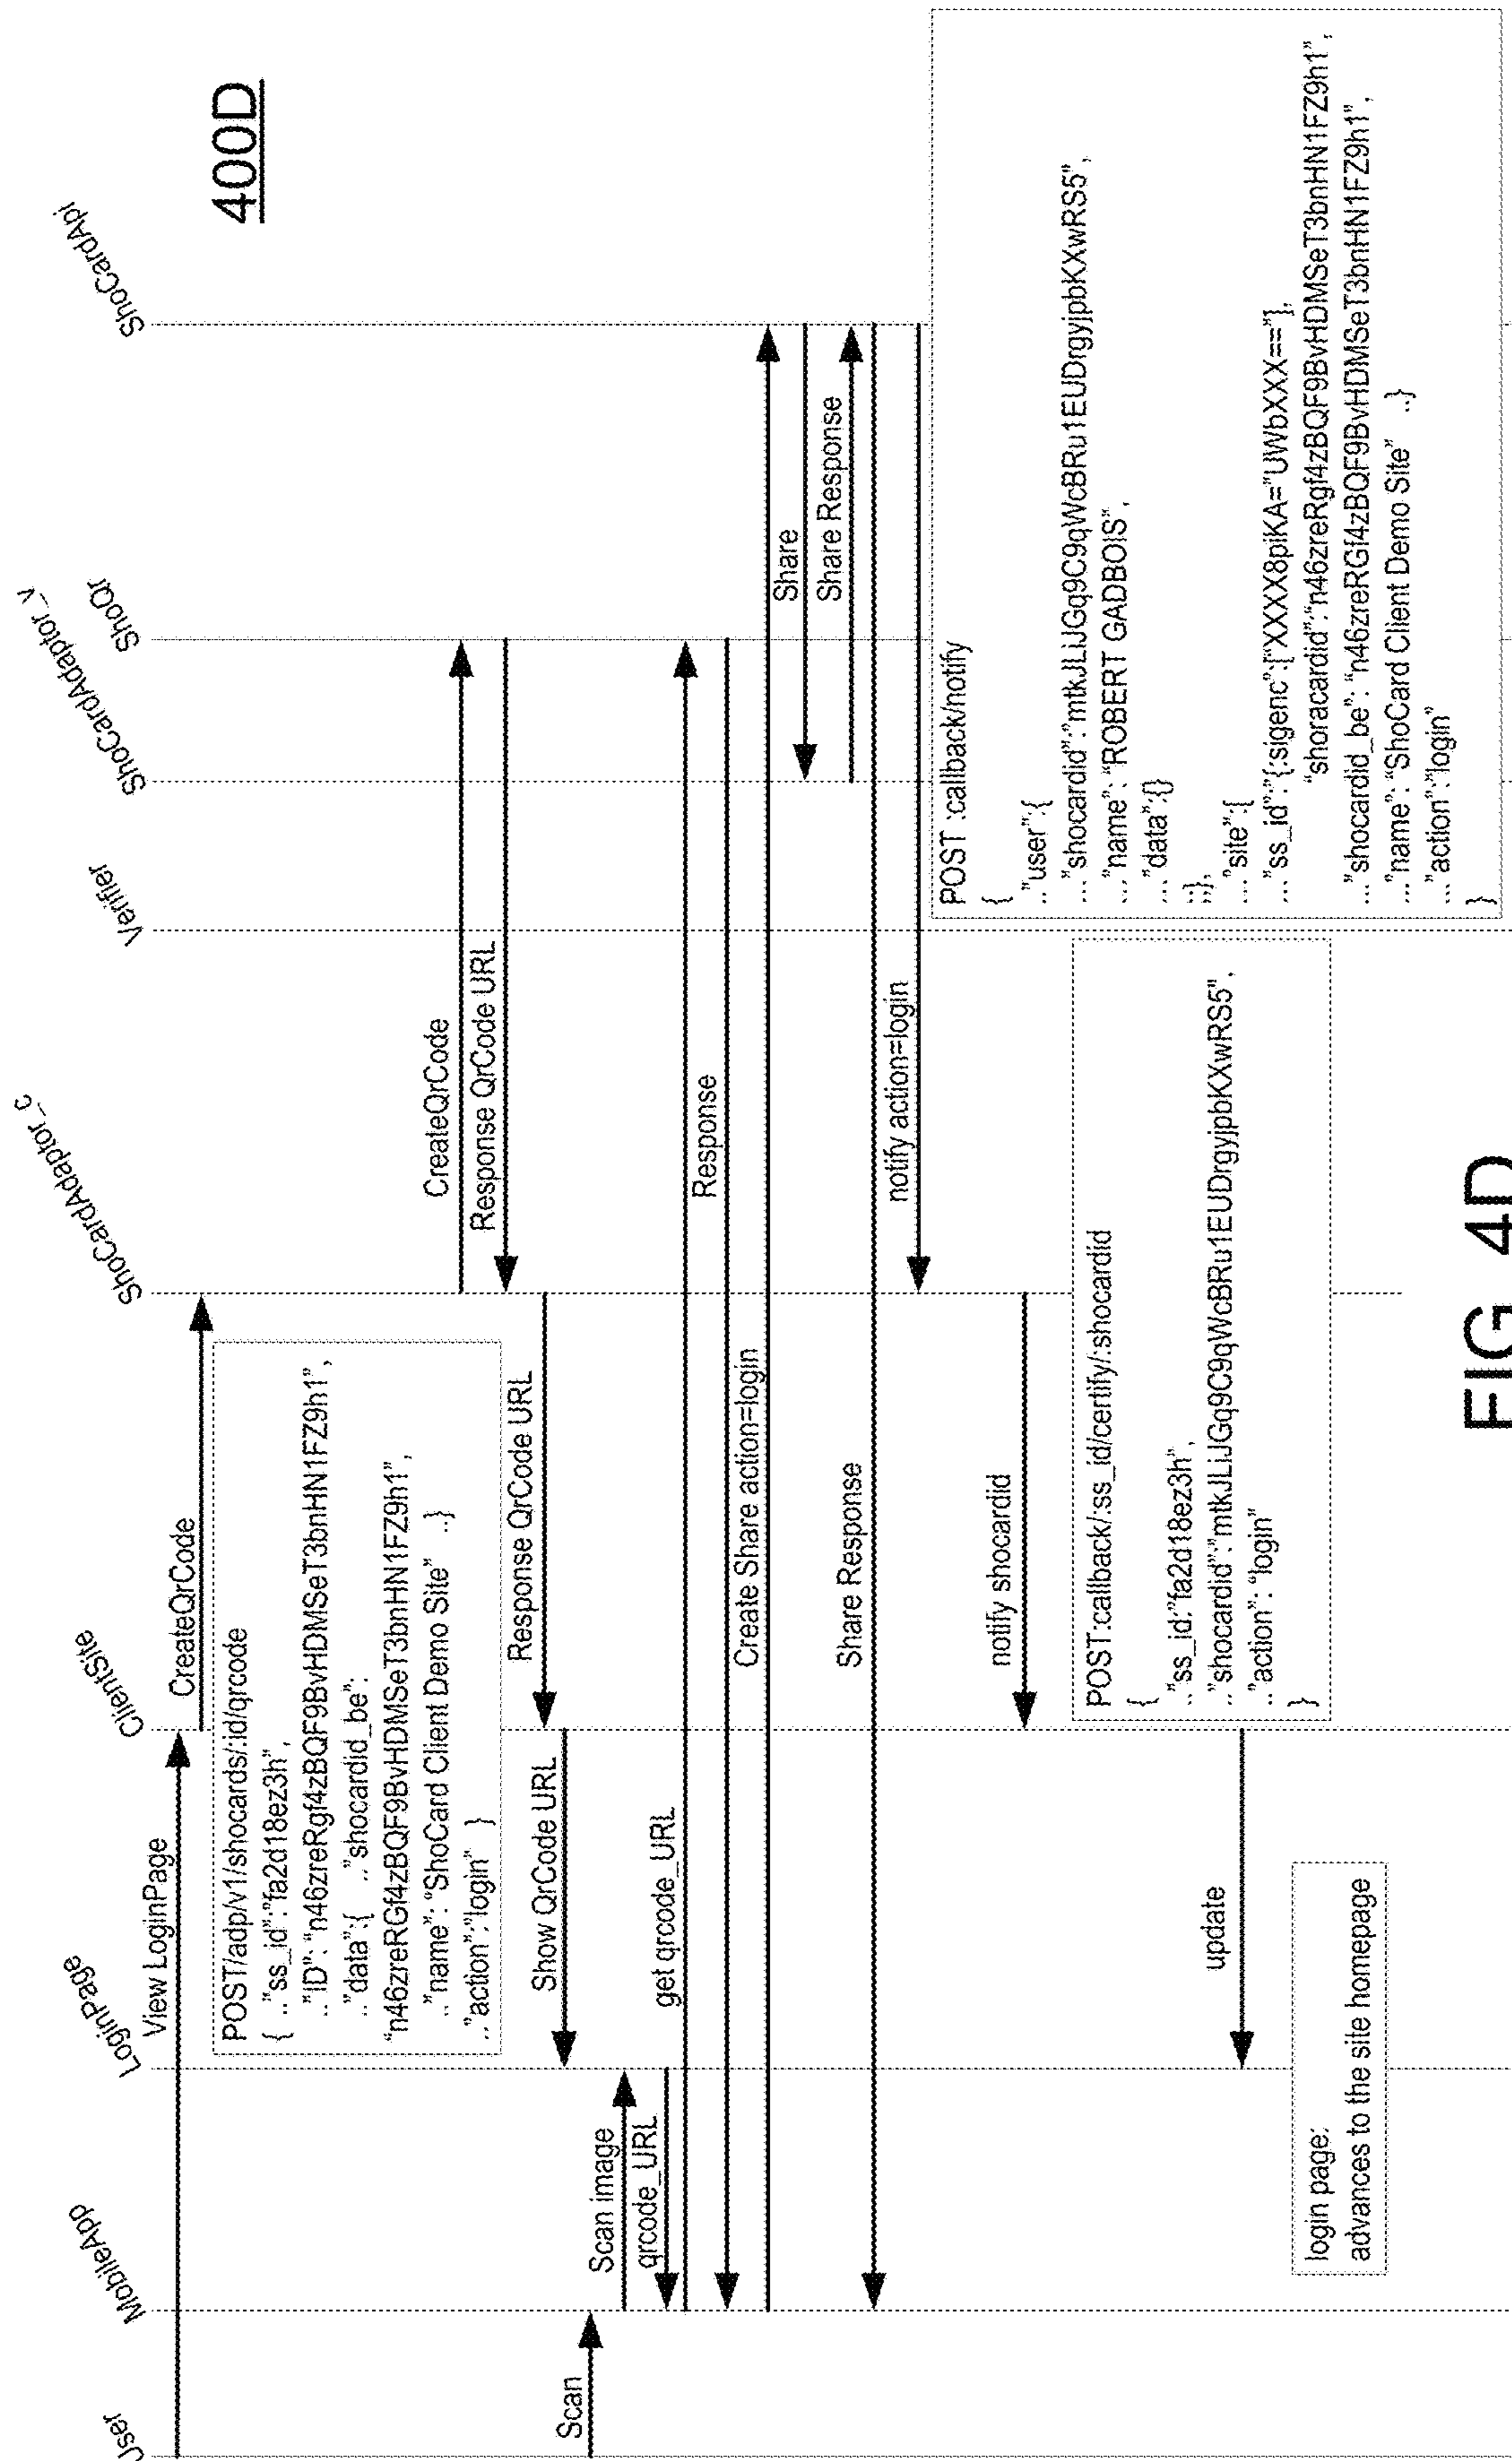 400D
User
MobileApp
LoginPage
ClientSite
ShoCardAdaptor_c
Verifier
ShoCardAdaptor_v
ShoQr
ShoCardApi
View LoginPage
CreateQrCode
POST/adp/v1/shocards/:id/qrcode
{ .."ss_id":"fa2d18ez3h",
.."ID": "n46zreRgf4zBQF9BvHDMSeT3bnHN1FZ9h1",
.."data":{ .."shocardid_be":
"n46zreRGf4zBQF9BvHDMSeT3bnHN1FZ9h1",
.."name": "ShoCard Client Demo Site" ..}
.."action":"login" }
CreateQrCode
Response QrCode URL
Response QrCode URL
Show QrCode URL
Scan
Scan image
qrcode_URL
get qrcode_URL
Response
Create Share action=login
Share
Share Response
Share Response
notify action=login
POST :callback/notify
{
.."user":{
..."shocardid":"mtkJLiJGq9C9qWcBRu1EUDrgyjpbKXwRS5",
..."name": "ROBERT GADBOIS",
..."data":{}
;;},
..."site":{
..."ss_id":"{:sigenc":["XXXX8piKA="UWbXXX=="],
"shoracardid":"n46zreRgf4zBQF9BvHDMSeT3bnHN1FZ9h1",
..."shocardid_be": "n46zreRGf4zBQF9BvHDMSeT3bnHN1FZ9h1",
..."name": "ShoCard Client Demo Site" ..}
..."action":"login"
}
notify shocardid
POST:callback/:ss_id/certify/:shocardid
{
.."ss_id:"fa2d18ez3h",
.."shocardid":"mtkJLiJGq9C9qWcBRu1EUDrgyjpbKXwRS5",
.."action": "login"
}
update
login page:
advances to the site homepage
FIG. 4D